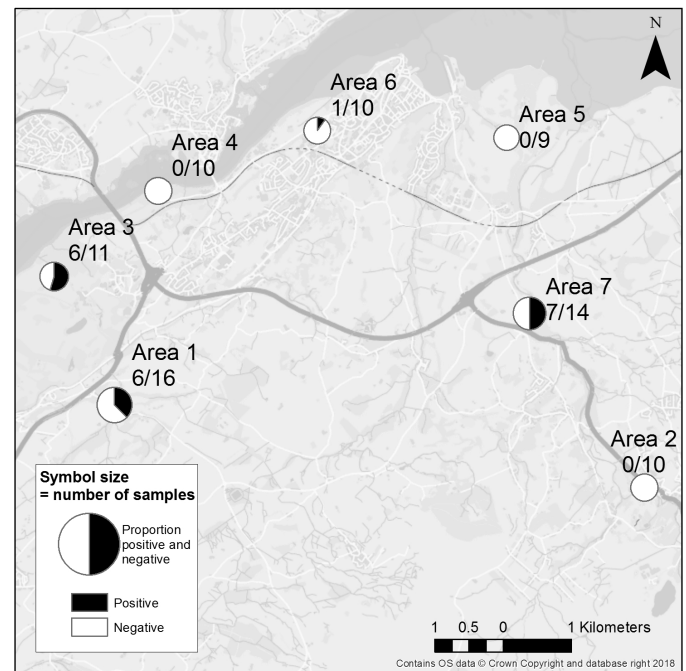 N
Area 6
1/10
Area 5
0/9
Area 4
0/10
Area 3
6/11
Area 7
7/14
Area 1
6/16
Area 2
0/10
Symbol size
= number of samples
Proportion
positive and
negative
Positive
Negative
1 0.5 0 1 Kilometers
Contains OS data © Crown Copyright and database right 2018